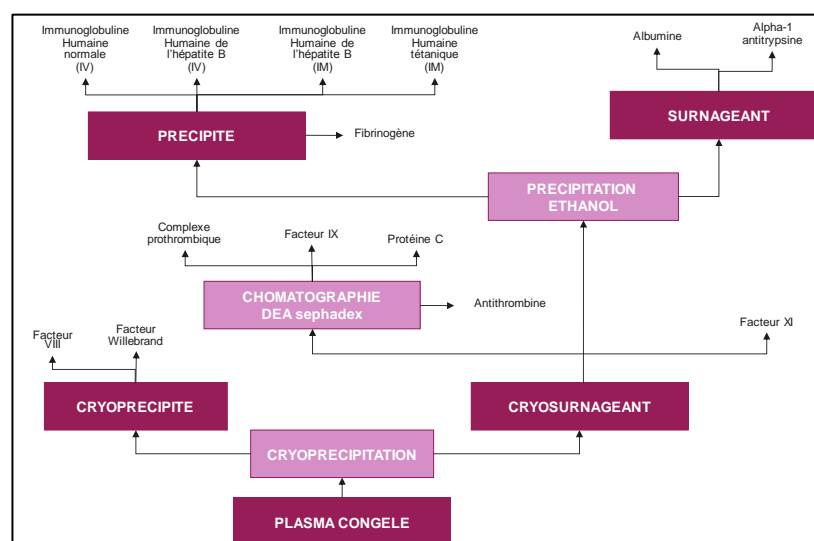 Immunoglobuline
Humaine
normale
(IV)
Immunoglobuline
Humaine de
l'hépatite B
(IV)
Immunoglobuline
Humaine de
l'hépatite B
(IM)
Immunoglobuline
Humaine
tétanique
(IM)
Albumine
Alpha-1
antitrypsine
PRECIPITE
Fibrinogène
SURNAGEANT
PRECIPITATION
ETHANOL
Complexe
prothrombique
Facteur IX
Protéine C
CHOMATOGRAPHIE
DEA sephadex
Antithrombine
Facteur
VIII
Facteur
Willebrand
Facteur XI
CRYOPRECIPITE
CRYOSURNAGEANT
CRYOPRECIPITATION
PLASMA CONGELE